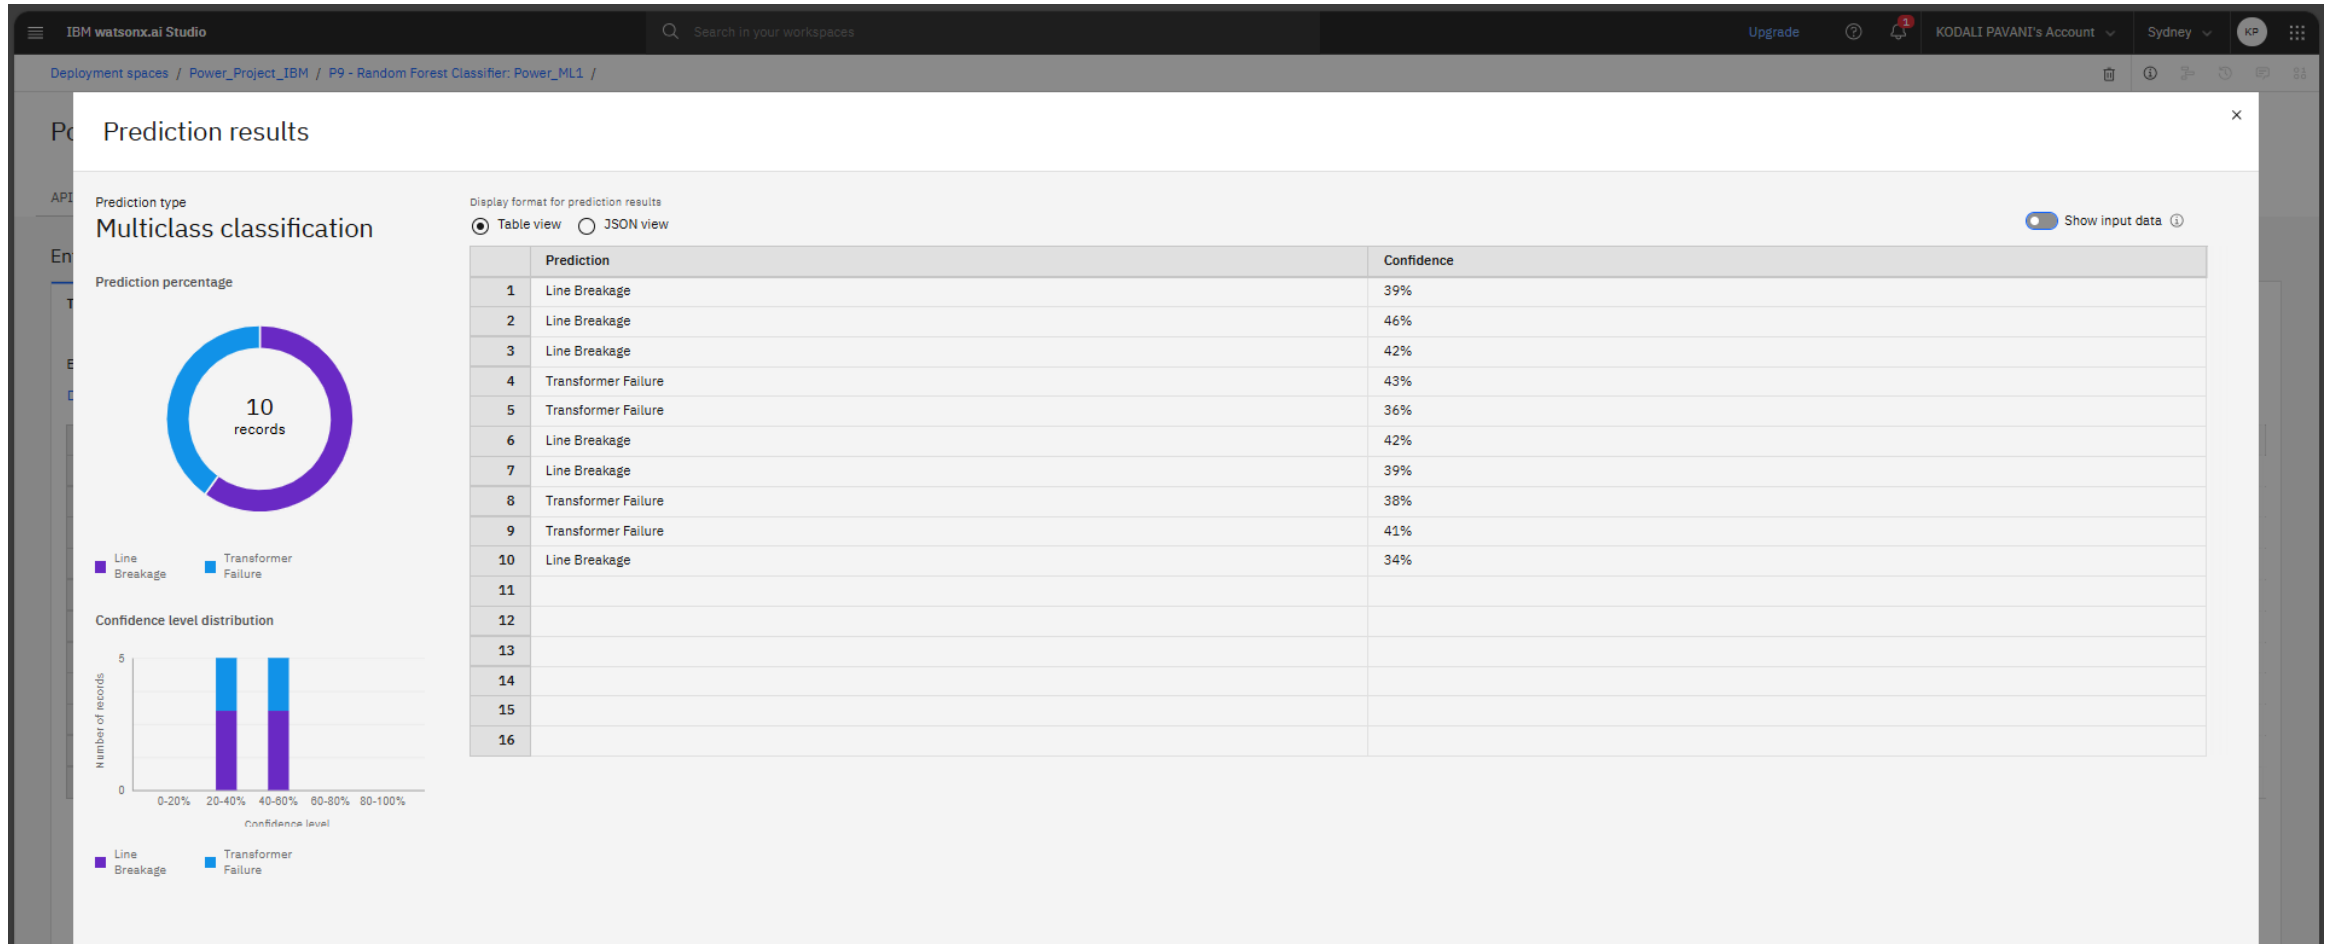 IBM watsonx.ai Studio
Search in your workspaces
Upgrade
1
KODALI PAVANI's Account
Sydney
KP
Deployment spaces / Power_Project_IBM / P9 - Random Forest Classifier: Power_ML1 /
Po
Prediction results
API
Prediction type
Multiclass classification
Display format for prediction results
Table view
JSON view
Show input data
En
Prediction percentage
T
E
D
10
records
Line
Breakage
Transformer
Failure
Confidence level distribution
Number of records
5
0
0-20% 20-40% 40-60% 60-80% 80-100%
Confidence level
Line
Breakage
Transformer
Failure
Prediction Confidence
1 Line Breakage 39%
2 Line Breakage 46%
3 Line Breakage 42%
4 Transformer Failure 43%
5 Transformer Failure 36%
6 Line Breakage 42%
7 Line Breakage 39%
8 Transformer Failure 38%
9 Transformer Failure 41%
10 Line Breakage 34%
11
12
13
14
15
16